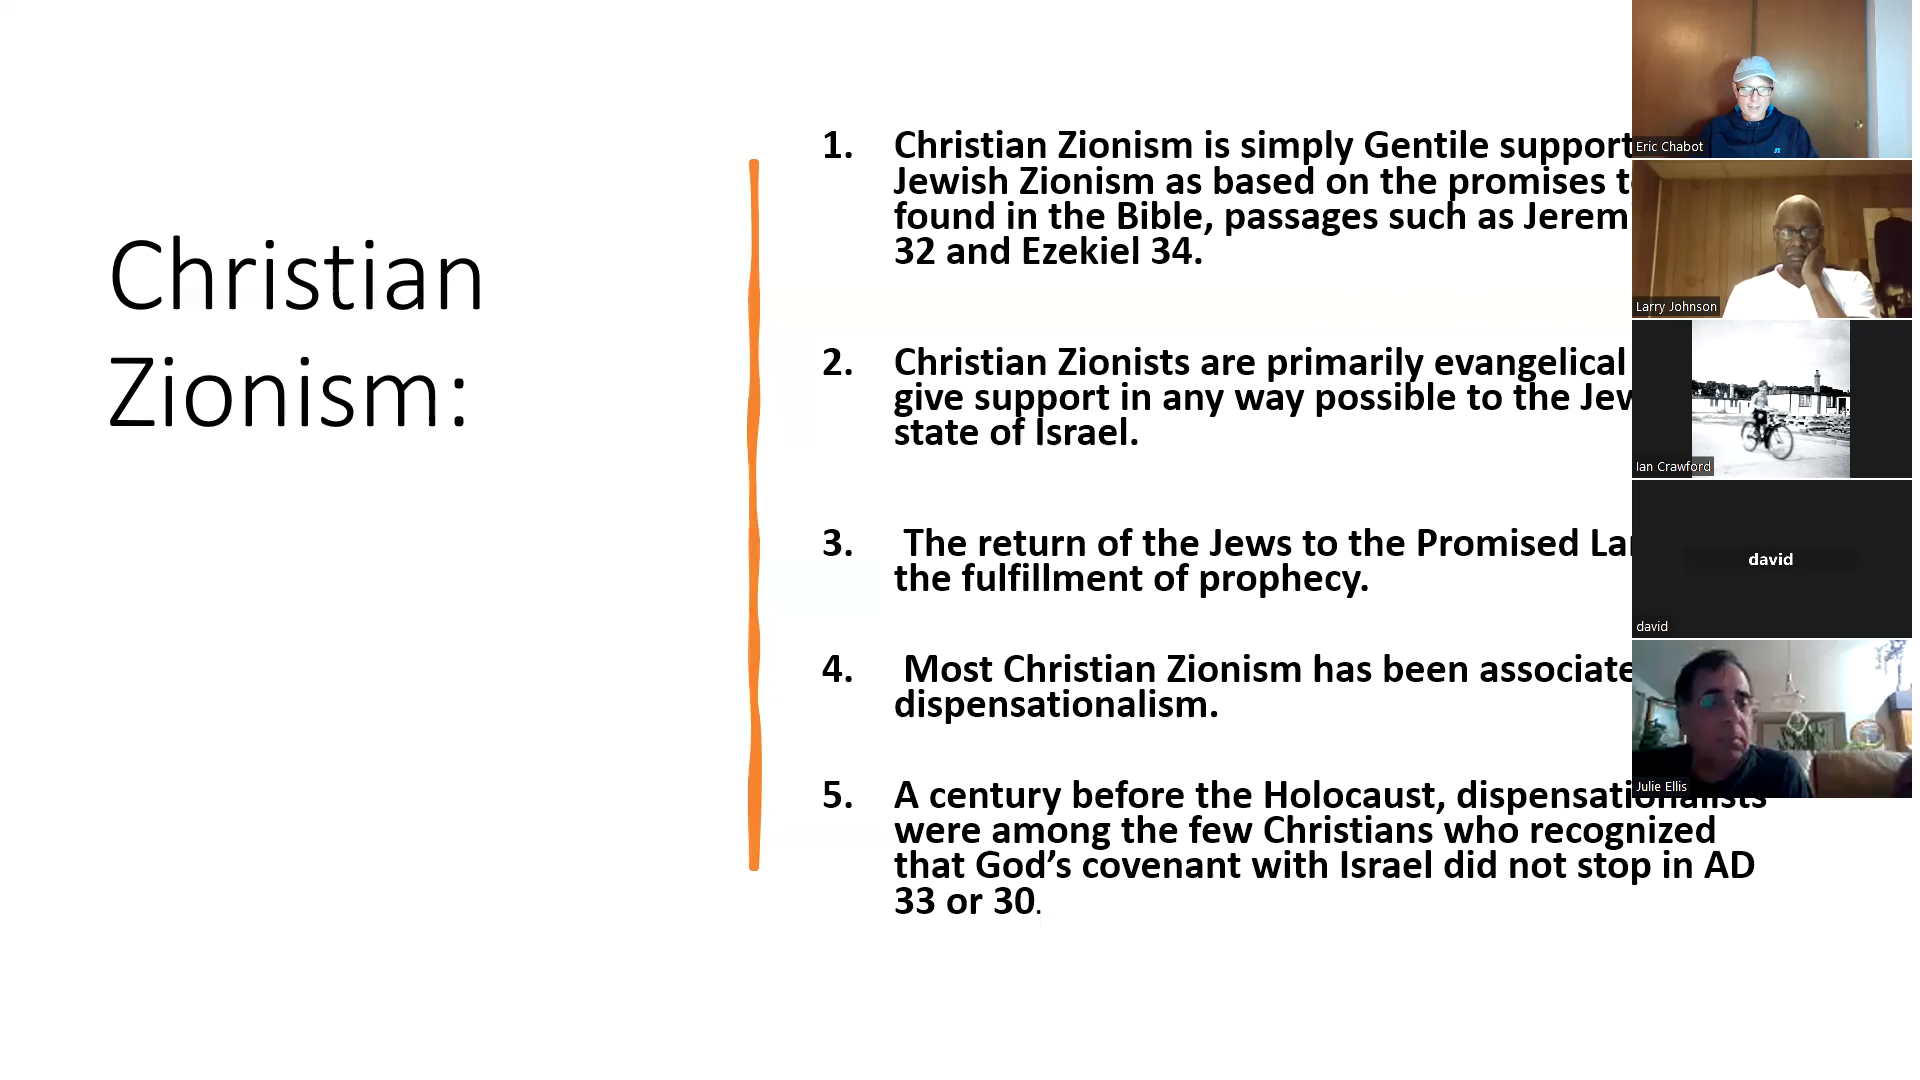 Christian
Zionism:
1. Christian Zionism is simply Gentile support
Jewish Zionism as based on the promises
found in the Bible, passages such as
32 and Ezekiel 34.
2. Christian Zionists are primarily evangelical
give support in any way possible to the
state of Israel.
3. The return of the Jews to the Promised
the fulfillment of prophecy.
4. Most Christian Zionism has been
dispensationalism.
5. A century before the Holocaust, dispensationalists
were among the few Christians who recognized
that God’s covenant with Israel did not stop in AD
33 or 30.
Eric Chabot
Larry Johnson
Ian Crawford
david
david
Julie Ellis